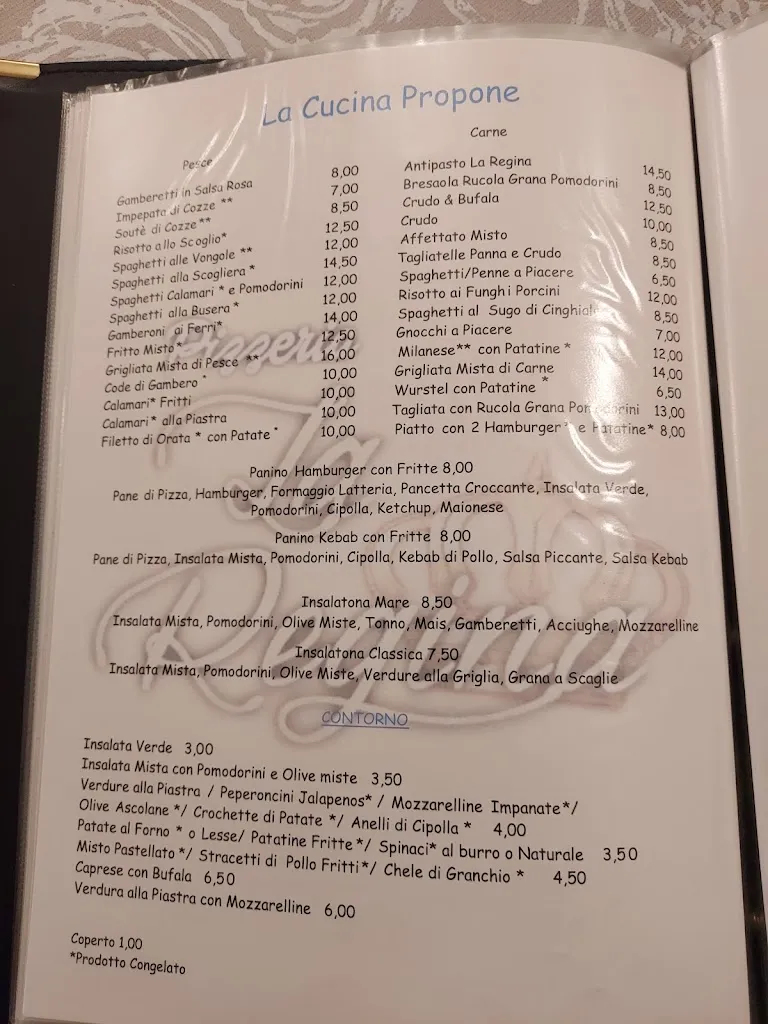 La Cucina Propone
Pesce
Gamberetti in Salsa Rosa 8,00
Impepata di Cozze ** 7,00
Soutè di Cozze** 8,50
Risotto allo Scoglio* 12,50
Spaghetti alle Vongole ** 12,00
Spaghetti alla Scogliera * 14,50
Spaghetti Calamari * e Pomodorini 12,00
Spaghetti alla Busera * 12,00
Gamberoni ai Ferri* 14,00
Fritto Misto* 12,50
Grigliata Mista di Pesce ** 16,00
Code di Gambero * 10,00
Calamari* Fritti 10,00
Calamari* alla Piastra 10,00
Filetto di Orata * con Patate * 10,00
Carne
Antipasto La Regina 14,50
Bresaola Rucola Grana Pomodorini 8,50
Crudo & Bufala 12,50
Crudo 10,00
Affettato Misto 8,50
Tagliatelle Panna e Crudo 8,50
Spaghetti/Penne a Piacere 6,50
Risotto ai Funghi Porcini 12,00
Spaghetti al Sugo di Cinghiale 8,50
Gnocchi a Piacere 7,00
Milanese** con Patatine * 12,00
Grigliata Mista di Carne 14,00
Wurstel con Patatine * 6,50
Tagliata con Rucola Grana Pomodorini 13,00
Piatto con 2 Hamburger* e Patatine* 8,00
Pizzeria
La
Regina
Panino Hamburger con Fritte 8,00
Pane di Pizza, Hamburger, Formaggio Latteria, Pancetta Croccante, Insalata Verde,
Pomodorini, Cipolla, Ketchup, Maionese
Panino Kebab con Fritte 8,00
Pane di Pizza, Insalata Mista, Pomodorini, Cipolla, Kebab di Pollo, Salsa Piccante, Salsa Kebab
Insalatona Mare 8,50
Insalata Mista, Pomodorini, Olive Miste, Tonno, Mais, Gamberetti, Acciughe, Mozzarelline
Insalatona Classica 7,50
Insalata Mista, Pomodorini, Olive Miste, Verdure alla Griglia, Grana a Scaglie
CONTORNO
Insalata Verde 3,00
Insalata Mista con Pomodorini e Olive miste 3,50
Verdure alla Piastra / Peperoncini Jalapenos* / Mozzarelline Impanate*/
Olive Ascolane */ Crochette di Patate */ Anelli di Cipolla * 4,00
Patate al Forno * o Lesse/ Patatine Fritte*/ Spinaci* al burro o Naturale 3,50
Misto Pastellato */ Stracetti di Pollo Fritti*/ Chele di Granchio * 4,50
Caprese con Bufala 6,50
Verdura alla Piastra con Mozzarelline 6,00
Coperto 1,00
*Prodotto Congelato